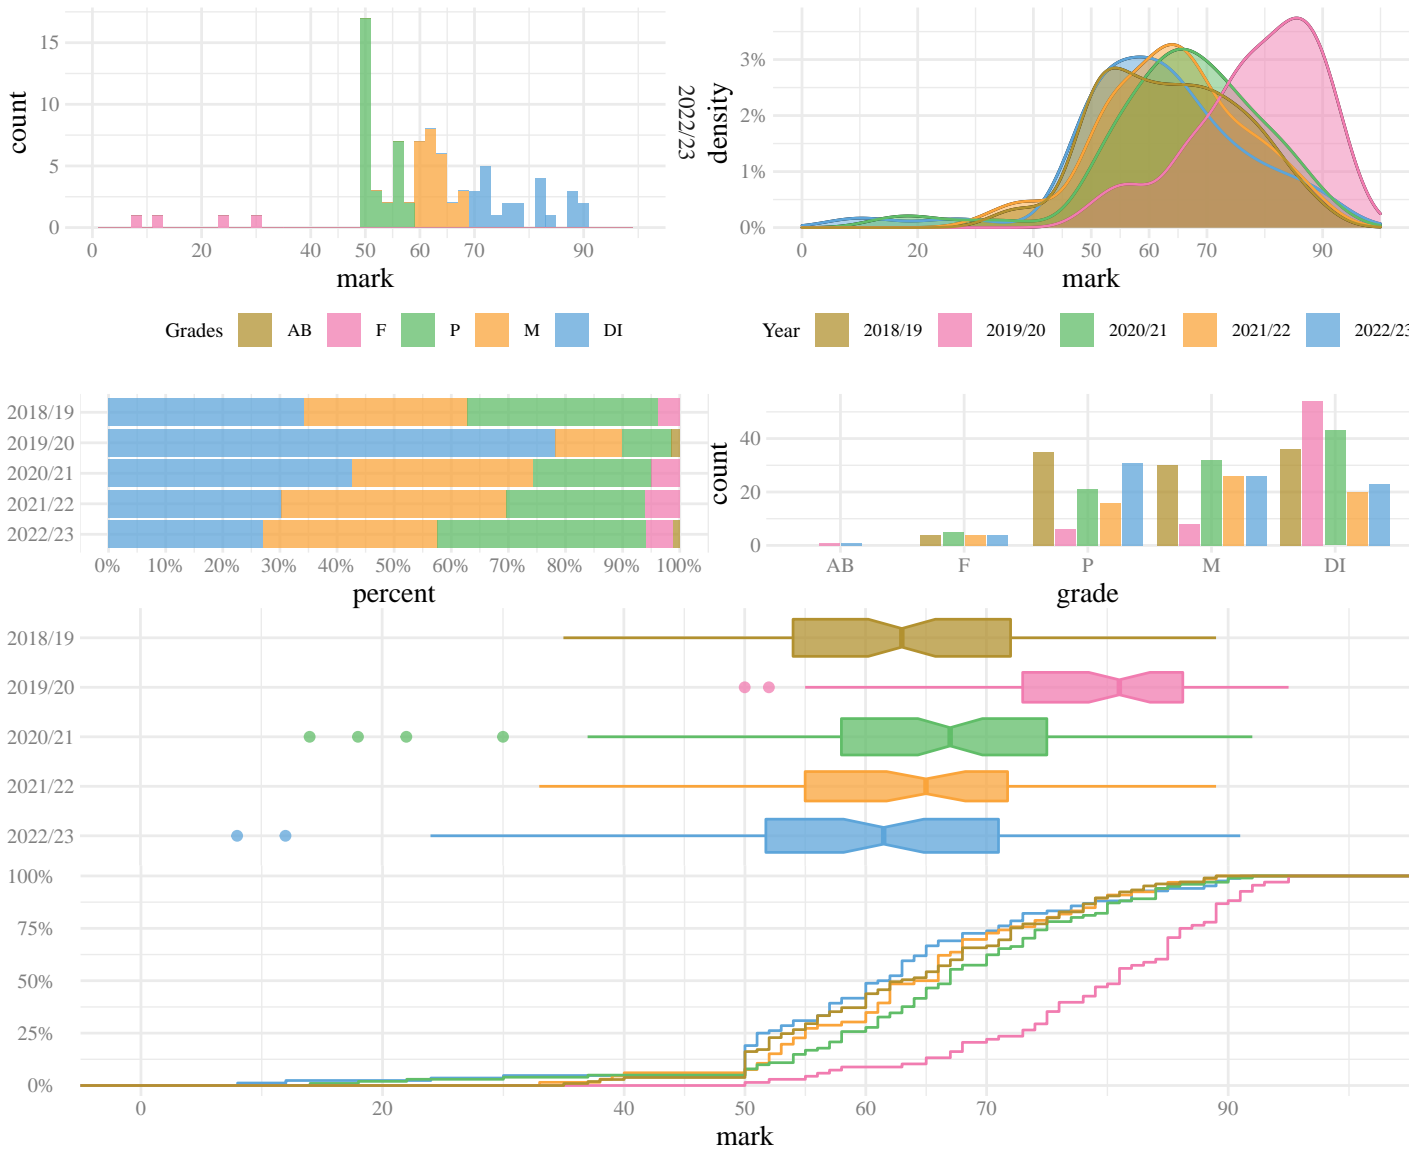 15
10
5
0
count
0 20 40 50 60 70 90
mark
2022/23
Grades AB F P M DI
3%
2%
1%
0%
density
0 40 50 60 70 90
mark
Year 2018/19 2019/20 2020/21 2021/22 2022/23
2018/19
2019/20
2020/21
2021/22
2022/23
0% 10% 20% 30% 40% 50% 60% 70% 80% 90% 100%
percent
40
20
0
count
AB F P M DI
grade
2018/19
2019/20
2020/21
2021/22
2022/23
100%
75%
50%
25%
0%
0 20 40 50 70 90
mark